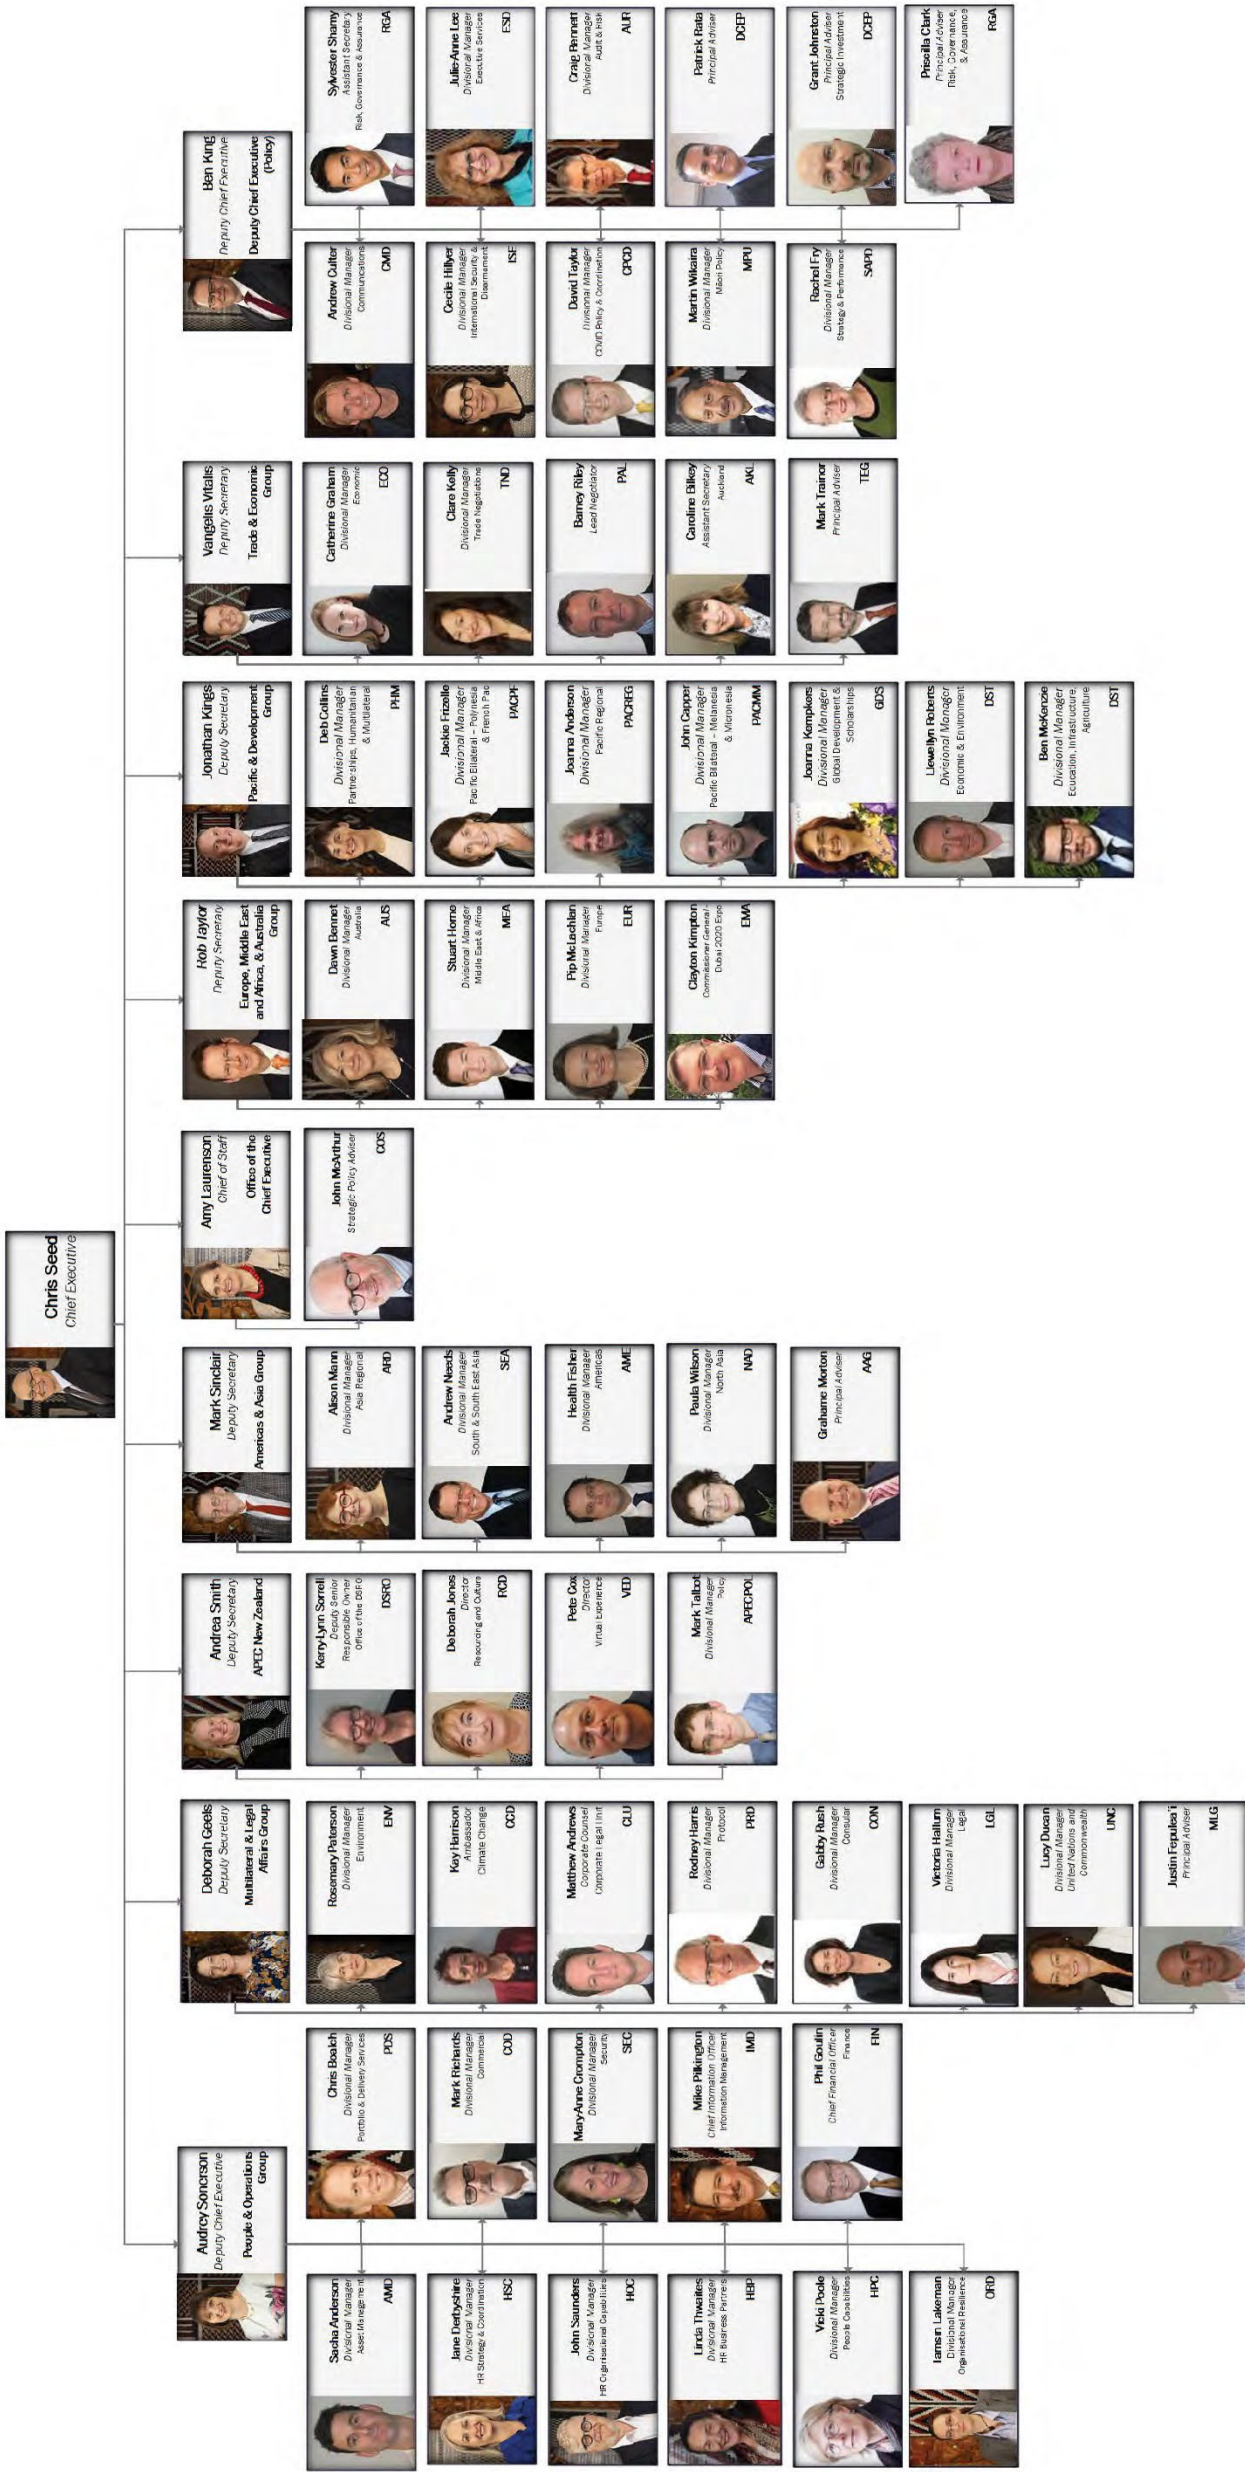 Chris Seed
Chief Executive
Audrey Sonerson
Deputy Chief Executive
People & Operations
Group
Sacha Anderson
Divisional Manager
Asset Management
AMD
Jane Derbyshire
Divisional Manager
HR Strategy & Coordination
HSC
John Saunders
Divisional Manager
HR Organisational Capabilities
HOC
Linda Thwaites
Divisional Manager
HR Business Partners
HBP
Vicki Poole
Divisional Manager
People Capabilities
HPC
Tamsin Lakeman
Divisional Manager
Organisational Resilience
ORD
Chris Boalch
Divisional Manager
Portfolio & Delivery Services
PDS
Mark Richards
Divisional Manager
Commercial
COD
Mary-Anne Crompton
Divisional Manager
Security
SEC
Mike Pilkington
Chief Information Officer
Information Management
IMD
Phil Goulin
Chief Financial Officer
Finance
FIN
Deborah Geels
Deputy Secretary
Multilateral & Legal
Affairs Group
Rosemary Paterson
Divisional Manager
Environment
ENV
Kay Harrison
Ambassador
Climate Change
CCD
Matthew Andrews
Corporate Counsel
Corporate Legal Unit
CLU
Rodney Harris
Divisional Manager
Protocol
PRD
Gabby Rush
Divisional Manager
Consular
CON
Victoria Hallum
Divisional Manager
Legal
LGL
Lucy Ducan
Divisional Manager
United Nations and
Commonwealth
UNC
Justin Fepulea'i
Principal Adviser
MLG
Andrea Smith
Deputy Secretary
APEC New Zealand
Kerry-Lynn Sorrell
Deputy Senior
Responsible Owner
Office of the DSRO
DSRO
Deborah Jones
Director
Resourcing and Culture
RCD
Pete Cox
Director
Virtual Experience
VED
Mark Talbot
Divisional Manager
Policy
APECPOL
Mark Sinclair
Deputy Secretary
Americas & Asia Group
Alison Mann
Divisional Manager
Asia Regional
ARD
Andrew Needs
Divisional Manager
South & South East Asia
SEA
Health Fisher
Divisional Manager
Americas
AME
Paula Wilson
Divisional Manager
North Asia
NAD
Grahame Morton
Principal Adviser
AAG
Amy Laurenson
Chief of Staff
Office of the
Chief Executive
John McArthur
Strategic Policy Adviser
COS
Rob Taylor
Deputy Secretary
Europe, Middle East
and Africa, & Australia
Group
Dawn Bennet
Divisional Manager
Australia
AUS
Stuart Horne
Divisional Manager
Middle East & Africa
MEA
Pip McLachlan
Divisional Manager
Europe
EUR
Clayton Kimpton
Commissioner General -
Dubai 2020 Expo
EMA
Jonathan Kings
Deputy Secretary
Pacific & Development
Group
Deb Collins
Divisional Manager
Partnerships, Humanitarian
& Multilateral
PHM
Jackie Frizelle
Divisional Manager
Pacific Bilateral – Polynesia
& French Pac
PACPF
Joanna Anderson
Divisional Manager
Pacific Regional
PACREG
John Capper
Divisional Manager
Pacific Bilateral – Melanesia
& Micronesia
PACMM
Joanna Kempkers
Divisional Manager
Global Development &
Scholarships
GDS
Llewellyn Roberts
Divisional Manager
Economic & Environment
DST
Ben McKenzie
Divisional Manager
Education, Infrastructure,
Agriculture
DST
Vangelis Vitalis
Deputy Secretary
Trade & Economic
Group
Catherine Graham
Divisional Manager
Economic
ECO
Clare Kelly
Divisional Manager
Trade Negotiations
TND
Barney Riley
Lead Negotiator
PAL
Caroline Bilkey
Assistant Secretary
Auckland
AKL
Mark Trainor
Principal Adviser
TEG
Ben King
Deputy Chief Executive
Deputy Chief Executive
(Policy)
Andrew Culter
Divisional Manager
Communications
CMD
Cecile Hillyer
Divisional Manager
International Security &
Disarmament
ISE
David Taylor
Divisional Manager
COVID Policy & Coordination
CPCD
Martin Wikaira
Divisional Manager
Māori Policy
MPU
Rachel Fry
Divisional Manager
Strategy & Performance
SAPD
Sylvester Shamy
Assistant Secretary
Risk, Governance & Assurance
RGA
Julie-Anne Lee
Divisional Manager
Executive Services
ESD
Craig Rennett
Divisional Manager
Audit & Risk
AUR
Patrick Rata
Principal Adviser
DCEP
Grant Johnston
Principal Adviser
Strategic Investment
DCEP
Priscilla Clark
Principal Adviser
Risk, Governance,
& Assurance
RGA